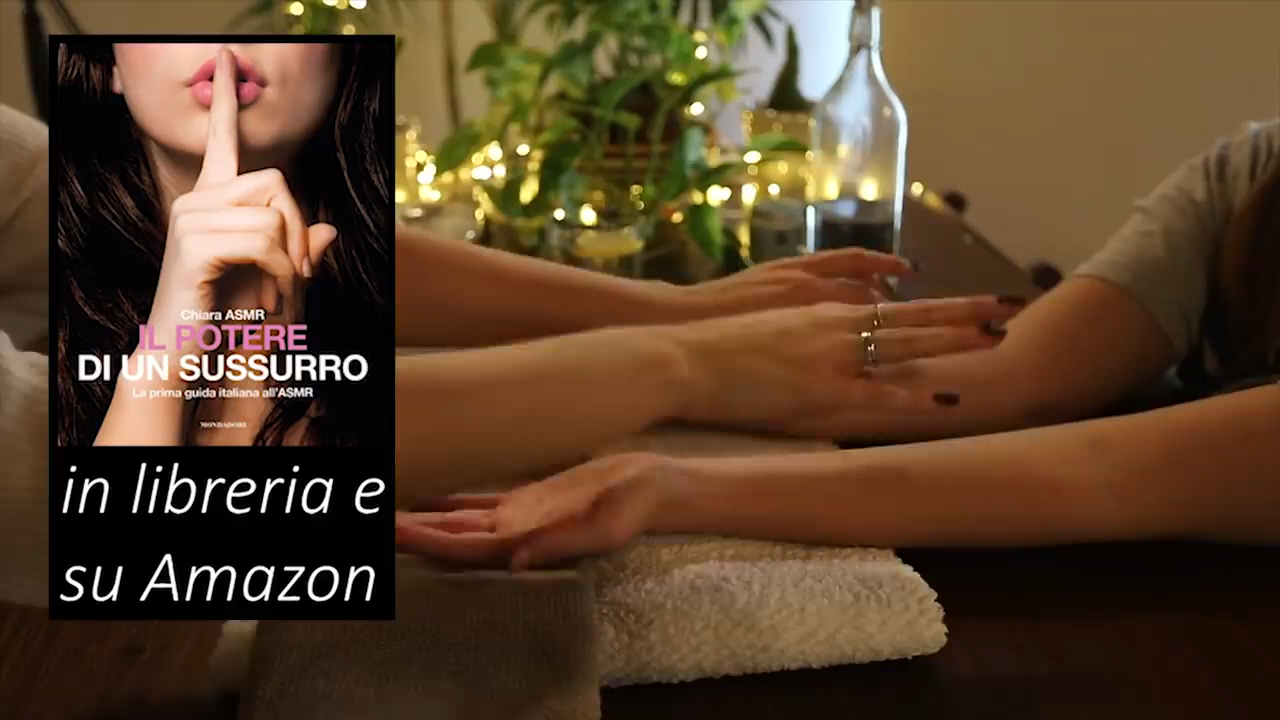 Chiara ASMR
IL POTERE
DI UN SUSSURRO
La prima guida italiana all'ASMR
MONDADORI
in libreria e
su Amazon